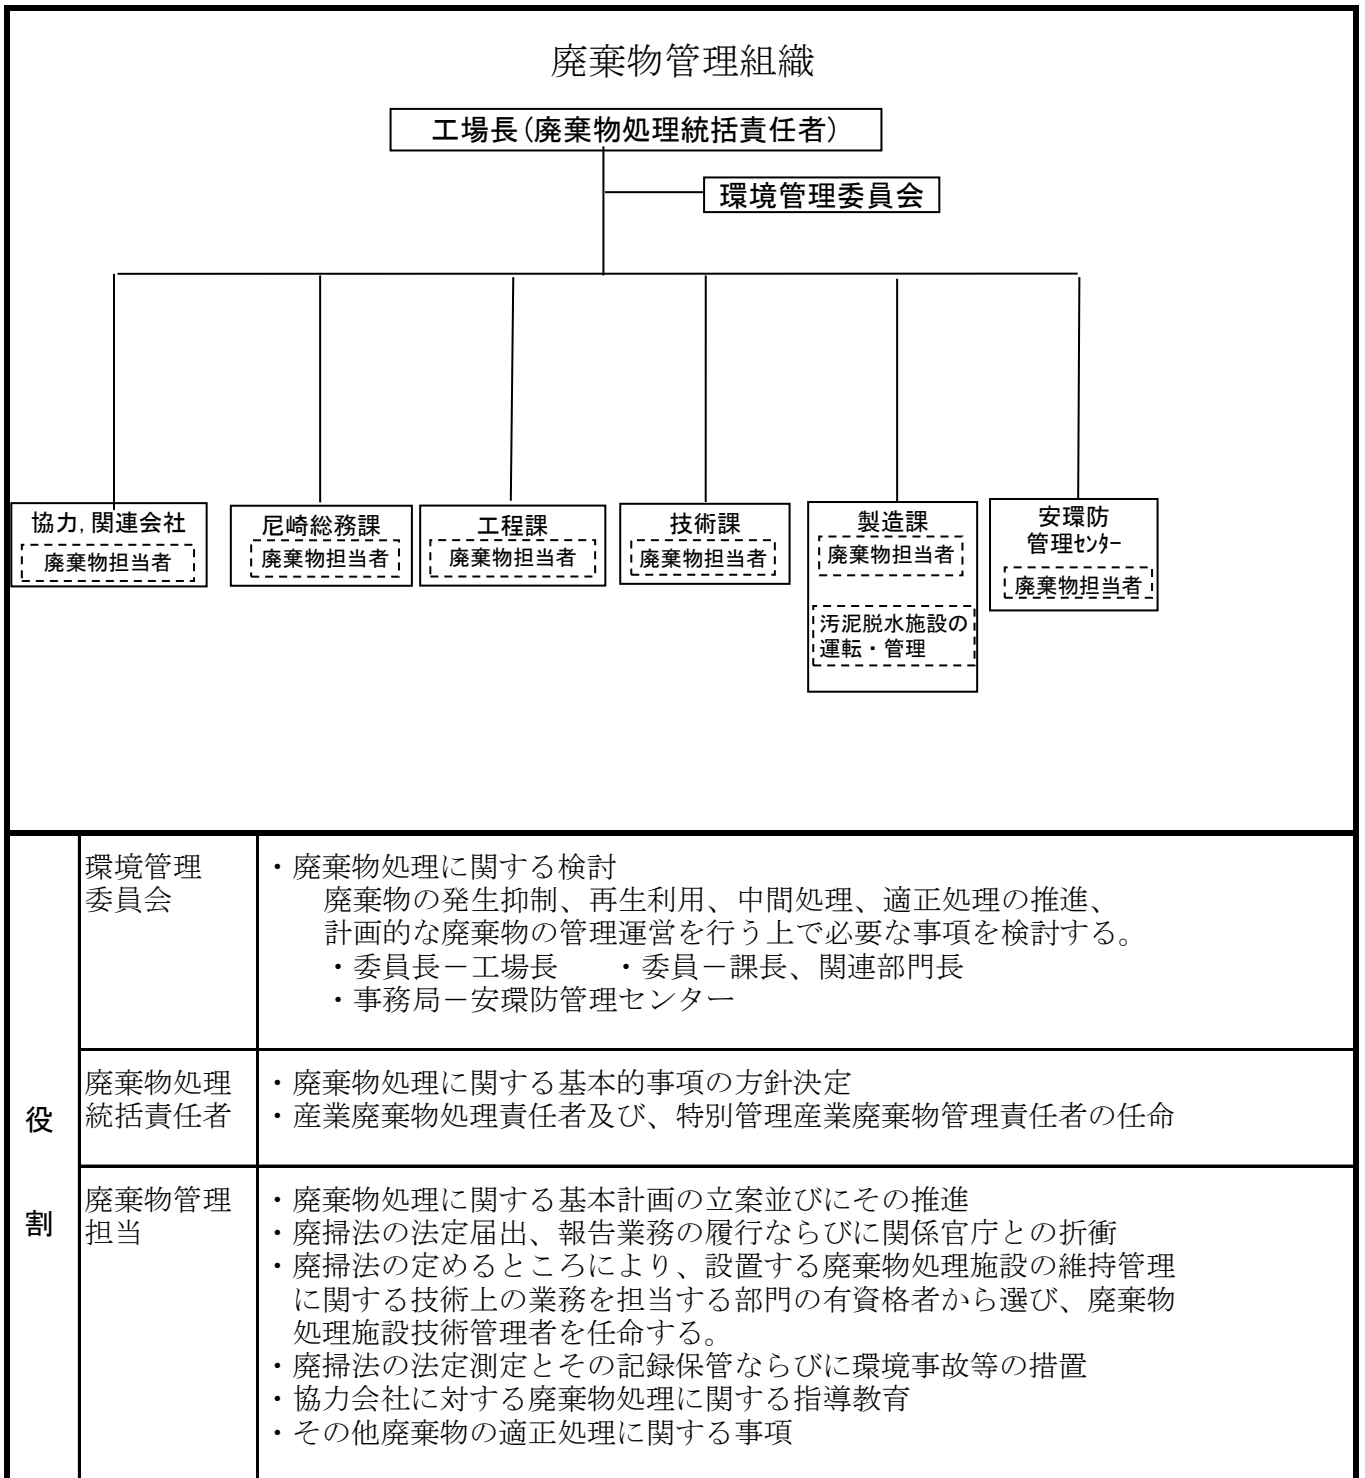 廃棄物管理組織
工場長(廃棄物処理統括責任者)
環境管理委員会
協力,関連会社
廃棄物担当者
尼崎総務課
廃棄物担当者
工程課
廃棄物担当者
技術課
廃棄物担当者
製造課
廃棄物担当者
汚泥脱水施設の
運転・管理
安環防
管理ｾﾝﾀｰ
廃棄物担当者
役
割
環境管理
委員会
・廃棄物処理に関する検討
廃棄物の発生抑制、再生利用、中間処理、適正処理の推進、
計画的な廃棄物の管理運営を行う上で必要な事項を検討する。
・委員長－工場長　　・委員－課長、関連部門長
・事務局－安環防管理センター
廃棄物処理
統括責任者
・廃棄物処理に関する基本的事項の方針決定
・産業廃棄物処理責任者及び、特別管理産業廃棄物管理責任者の任命
廃棄物管理
担当
・廃棄物処理に関する基本計画の立案並びにその推進
・廃掃法の法定届出、報告業務の履行ならびに関係官庁との折衝
・廃掃法の定めるところにより、設置する廃棄物処理施設の維持管理
に関する技術上の業務を担当する部門の有資格者から選び、廃棄物
処理施設技術管理者を任命する。
・廃掃法の法定測定とその記録保管ならびに環境事故等の措置
・協力会社に対する廃棄物処理に関する指導教育
・その他廃棄物の適正処理に関する事項